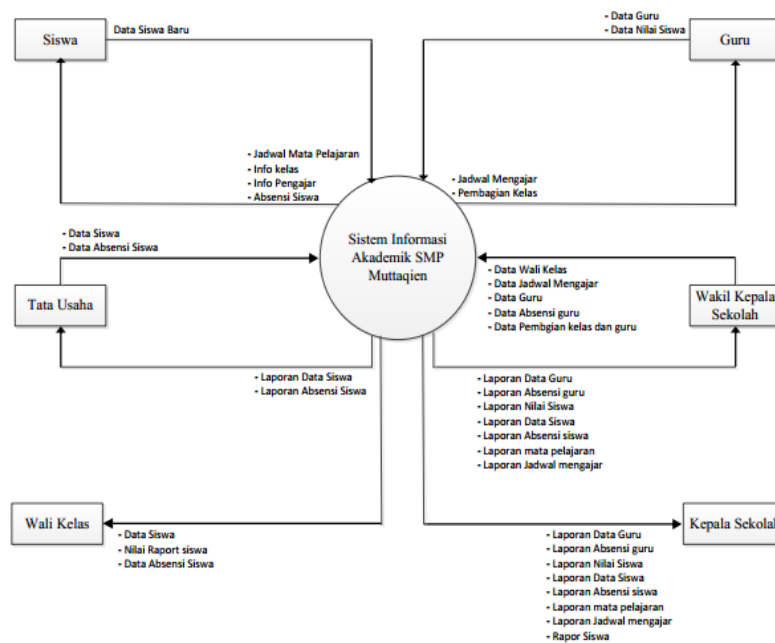 Siswa
Data Siswa Baru
- Data Guru
- Data Nilai Siswa
Guru
- Jadwal Mata Pelajaran
- Info kelas
- Info Pengajar
- Absensi Siswa
- Jadwal Mengajar
- Pembagian Kelas
Sistem Informasi
Akademik SMP
Muttaqien
- Data Siswa
- Data Absensi Siswa
Tata Usaha
- Data Wali Kelas
- Data Jadwal Mengajar
- Data Guru
- Data Absensi guru
- Data Pembgian kelas dan guru
Wakil Kepala
Sekolah
- Laporan Data Siswa
- Laporan Absensi Siswa
- Laporan Data Guru
- Laporan Absensi guru
- Laporan Nilai Siswa
- Laporan Data Siswa
- Laporan Absensi siswa
- Laporan mata pelajaran
- Laporan Jadwal mengajar
Wali Kelas
- Data Siswa
- Nilai Raport siswa
- Data Absensi Siswa
Kepala Sekolah
- Laporan Data Guru
- Laporan Absensi guru
- Laporan Nilai Siswa
- Laporan Data Siswa
- Laporan Absensi siswa
- Laporan mata pelajaran
- Laporan Jadwal mengajar
- Rapor Siswa